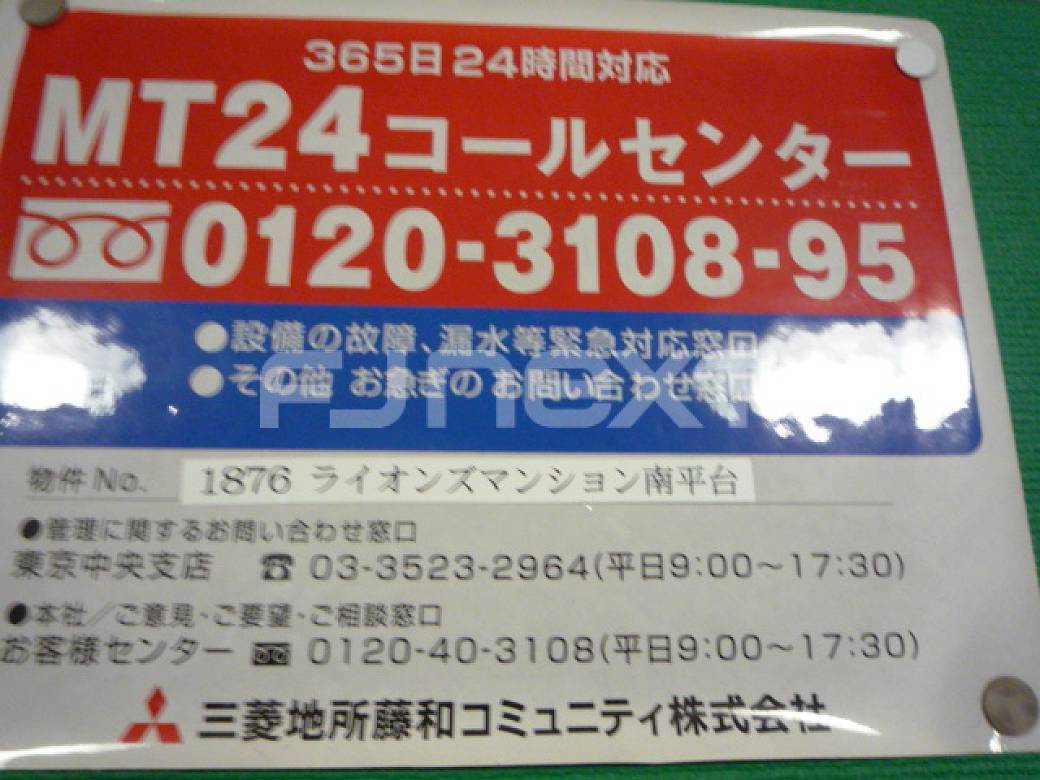 365日24時間対応
MT24コールセンター
0120-3108-95
●設備の故障、漏水等緊急対応窓口
●その他 お急ぎの お問い合わせ窓口
FJnext
物件No. 1876 ライオンズマンション南平台
●管理に関するお問い合わせ窓口
東京中央支店 ☎ 03-3523-2964(平日9:00〜17:30)
●本社/ご意見・ご要望・ご相談窓口
お客様センター 0120-40-3108(平日9:00〜17:30)
三菱地所藤和コミュニティ株式会社